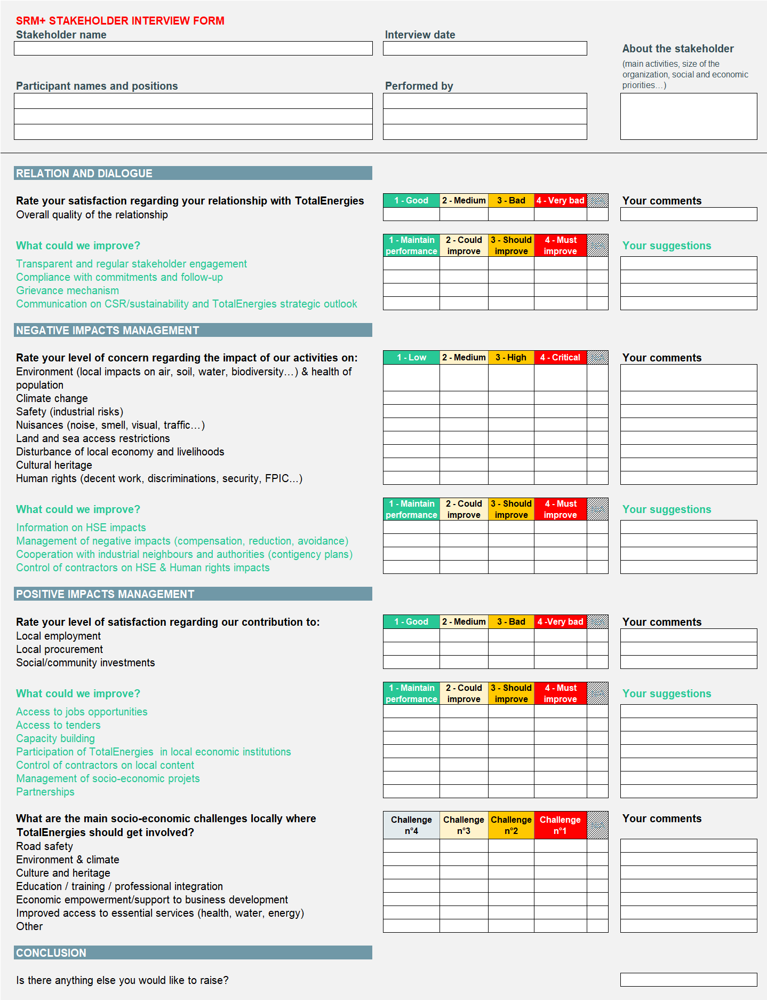 SRM+ STAKEHOLDER INTERVIEW FORM
Stakeholder name
Interview date
About the stakeholder
(main activities, size of the
organization, social and economic
priorities…)
Participant names and positions
Performed by
RELATION AND DIALOGUE
Rate your satisfaction regarding your relationship with TotalEnergies
1 - Good
2 - Medium
3 - Bad
4 - Very bad
N/A
Your comments
Overall quality of the relationship
What could we improve?
1 - Maintain
performance
2 - Could
improve
3 - Should
improve
4 - Must
improve
N/A
Your suggestions
Transparent and regular stakeholder engagement
Compliance with commitments and follow-up
Grievance mechanism
Communication on CSR/sustainability and TotalEnergies strategic outlook
NEGATIVE IMPACTS MANAGEMENT
Rate your level of concern regarding the impact of our activities on:
1 - Low
2 - Medium
3 - High
4 - Critical
N/A
Your comments
Environment (local impacts on air, soil, water, biodiversity…) & health of
population
Climate change
Safety (industrial risks)
Nuisances (noise, smell, visual, traffic…)
Land and sea access restrictions
Disturbance of local economy and livelihoods
Cultural heritage
Human rights (decent work, discriminations, security, FPIC...)
What could we improve?
1 - Maintain
performance
2 - Could
improve
3 - Should
improve
4 - Must
improve
N/A
Your suggestions
Information on HSE impacts
Management of negative impacts (compensation, reduction, avoidance)
Cooperation with industrial neighbours and authorities (contigency plans)
Control of contractors on HSE & Human rights impacts
POSITIVE IMPACTS MANAGEMENT
Rate your level of satisfaction regarding our contribution to:
1 - Good
2 - Medium
3 - Bad
4 -Very bad
N/A
Your comments
Local employment
Local procurement
Social/community investments
What could we improve?
1 - Maintain
performance
2 - Could
improve
3 - Should
improve
4 - Must
improve
N/A
Your suggestions
Access to jobs opportunities
Access to tenders
Capacity building
Participation of TotalEnergies  in local economic institutions
Control of contractors on local content
Management of socio-economic projets
Partnerships
What are the main socio-economic challenges locally where
TotalEnergies should get involved?
Challenge
n°4
Challenge
n°3
Challenge
n°2
Challenge
n°1
N/A
Your comments
Road safety
Environment & climate
Culture and heritage
Education / training / professional integration
Economic empowerment/support to business development
Improved access to essential services (health, water, energy)
Other
CONCLUSION
Is there anything else you would like to raise?